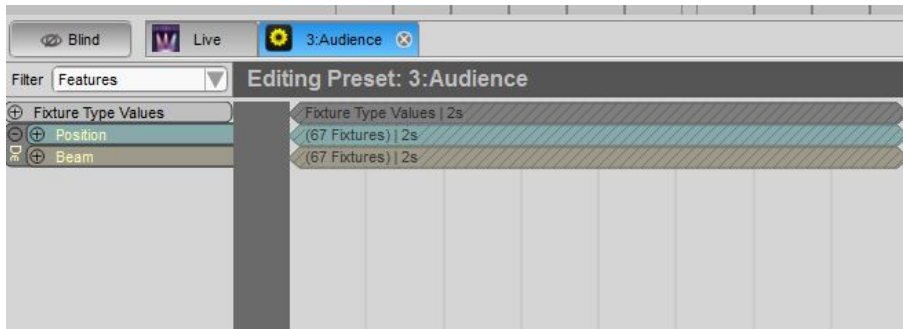 Blind Live 3:Audience
Filter Features Editing Preset: 3:Audience
Fixture Type Values Fixture Type Values | 2s
Position (67 Fixtures) | 2s
De Beam (67 Fixtures) | 2s